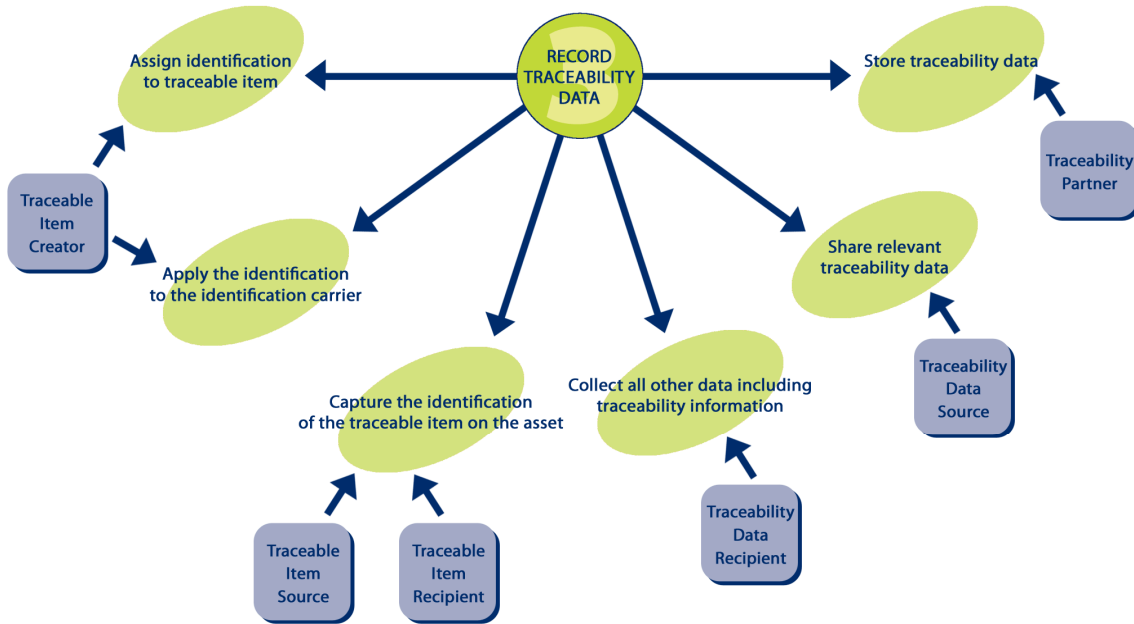 Assign identification
to traceable item
3
RECORD
TRACEABILITY
DATA
Store traceability data
Traceability
Partner
Traceable
Item
Creator
Apply the identification
to the identification carrier
Share relevant
traceability data
Traceability
Data
Source
Capture the identification
of the traceable item on the asset
Collect all other data including
traceability information
Traceable
Item
Source
Traceable
Item
Recipient
Traceability
Data
Recipient